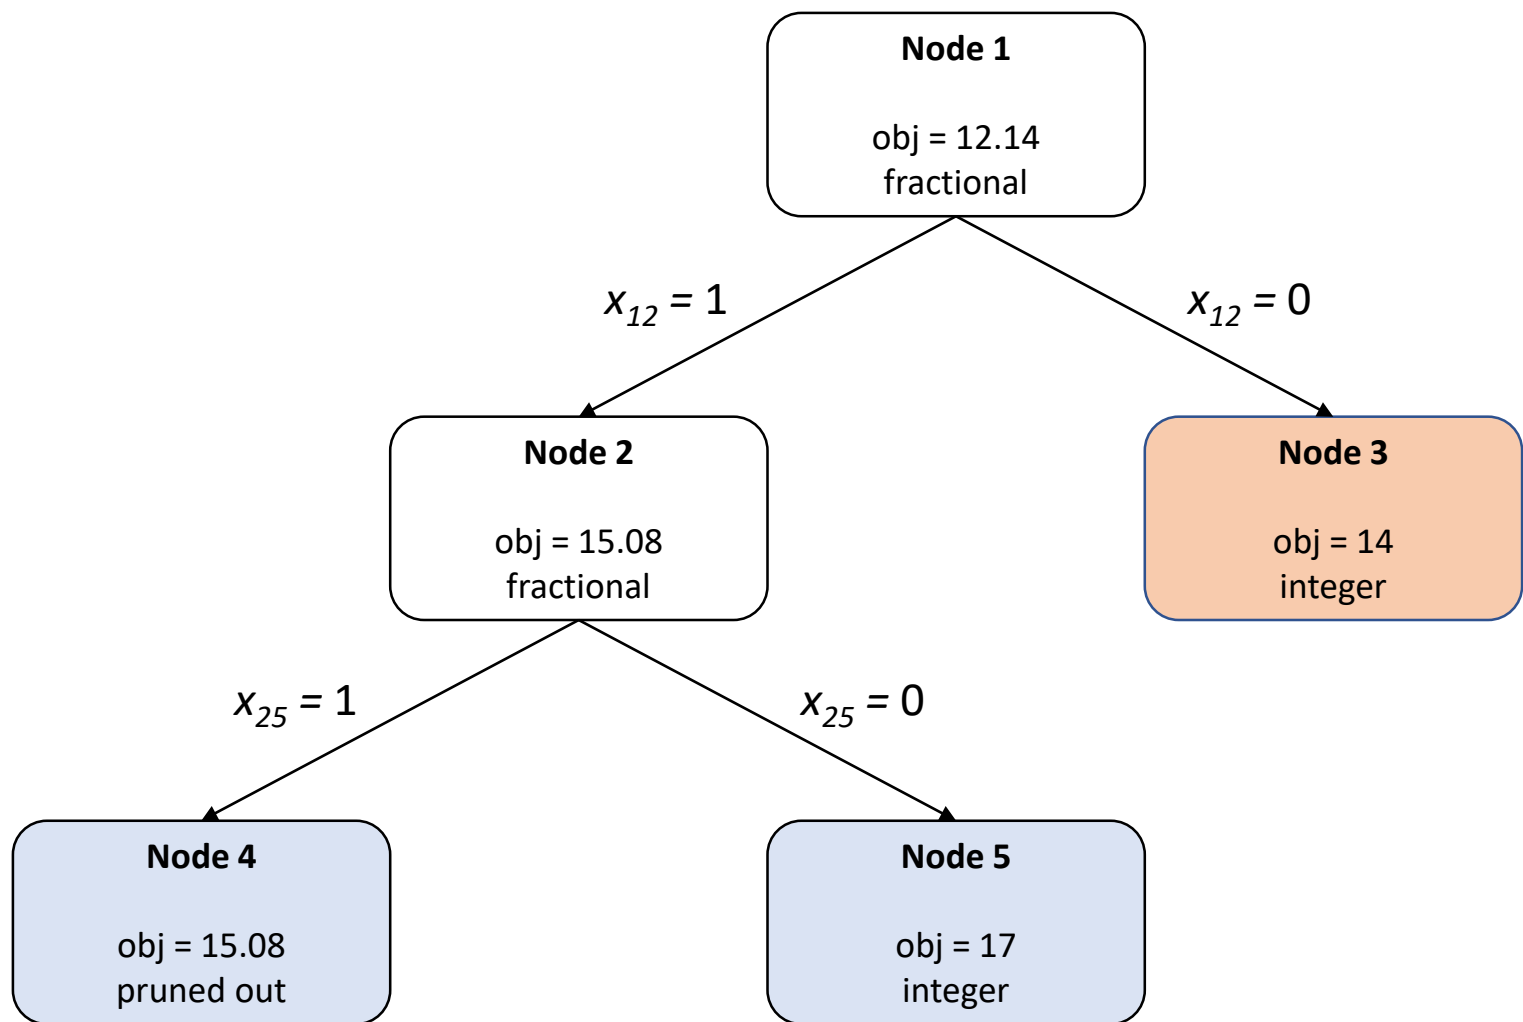 Node 1
obj = 12.14
fractional
x12 = 1
x12 = 0
Node 2
obj = 15.08
fractional
Node 3
obj = 14
integer
x25 = 1
x25 = 0
Node 4
obj = 15.08
pruned out
Node 5
obj = 17
integer